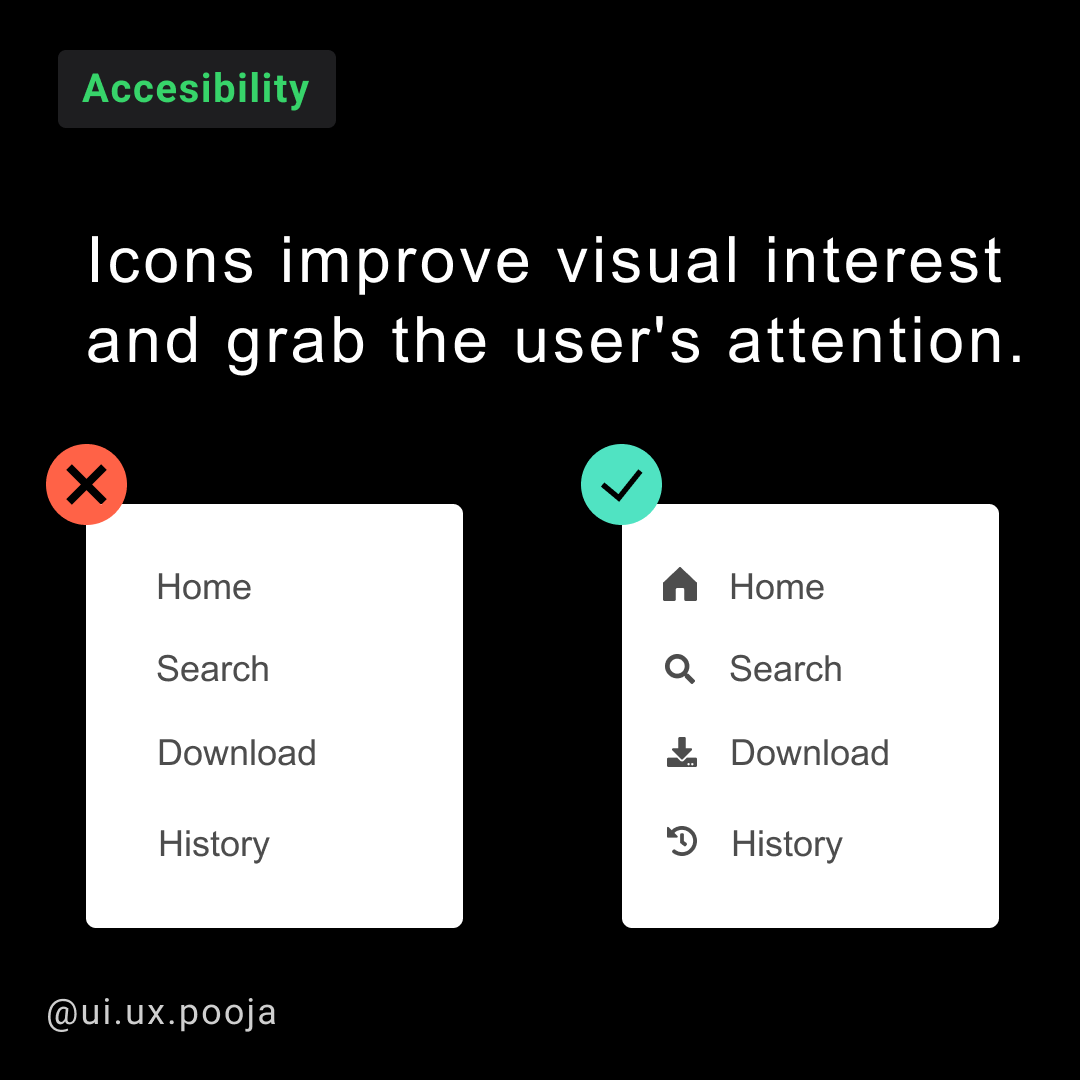 Accesibility
Icons improve visual interest
and grab the user's attention.
Home
Search
Download
History
Home
Search
Download
History
@ui.ux.pooja